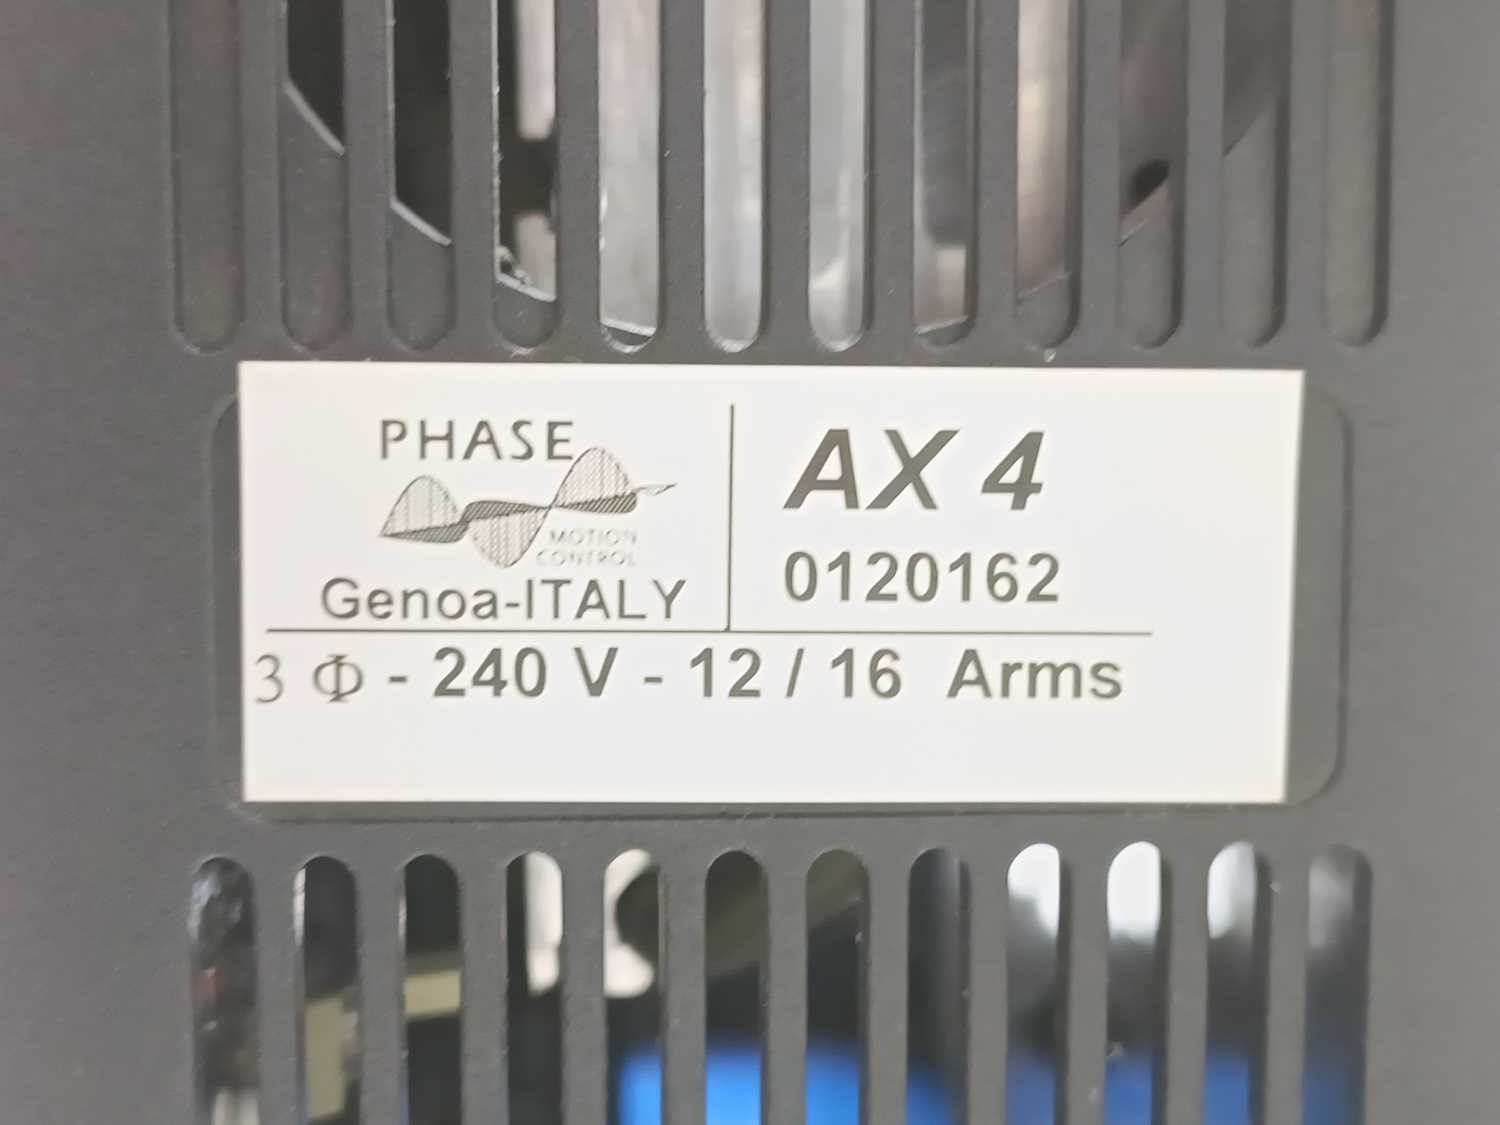 PHASE
MOTION
CONTROL
Genoa-ITALY
AX 4
0120162
3 Φ - 240 V - 12 / 16 Arms